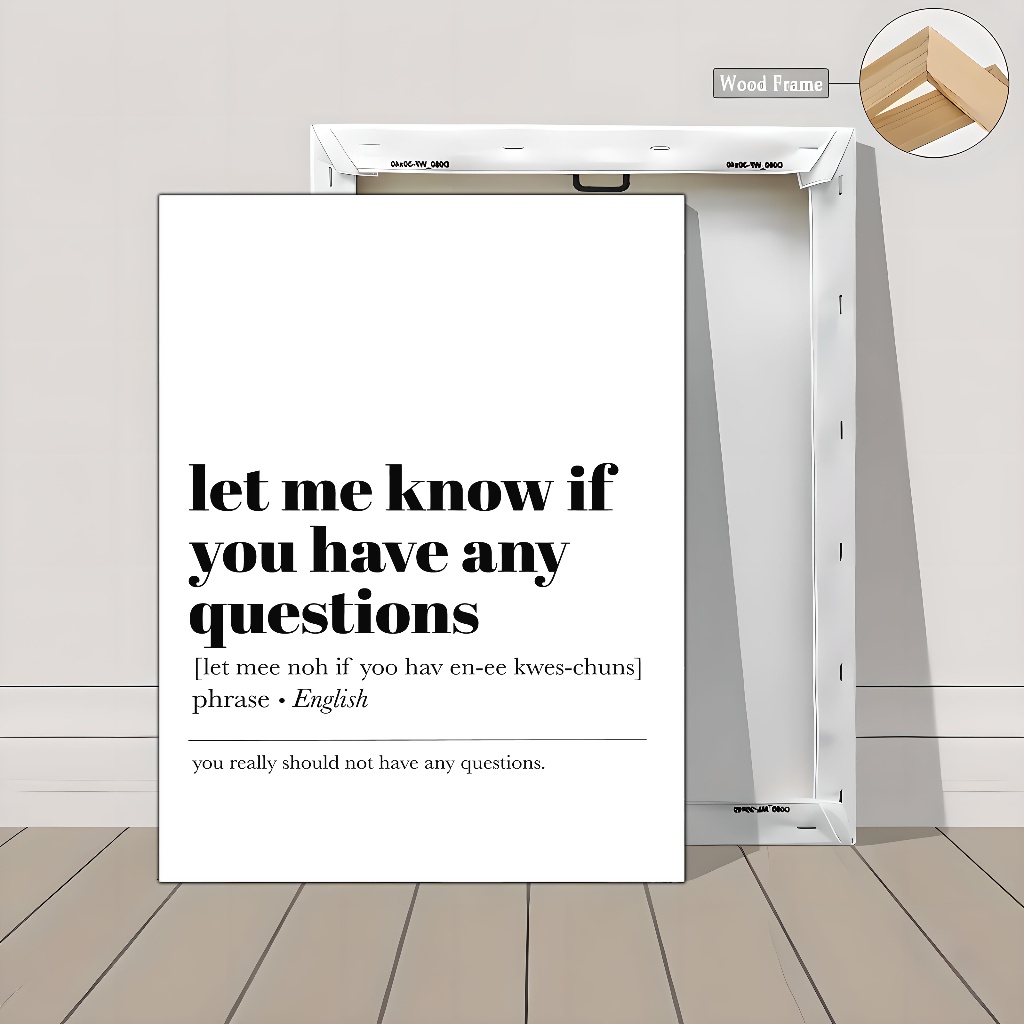 Wood Frame
let me know if
you have any
questions
[let mee noh if yoo hav en-ee kwes-chuns]
phrase • English
you really should not have any questions.